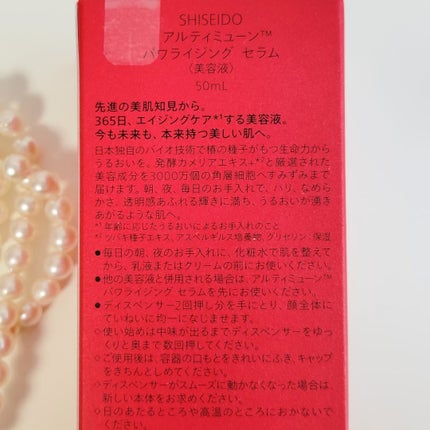 SHISEIDO
アルティミューン™
パワライジング セラム
〈美容液〉
50mL
先進の美肌知見から。
365日、エイジングケア*¹する美容液。
今も未来も、本来持つ美しい肌へ。
日本独自のバイオ技術で椿の種子がもつ生命力から
うるおいを、発酵カメリアエキス+*²と厳選された
美容成分を3000万個の角層細胞へすみずみまで
届けます。朝、夜、毎日のお手入れで、ハリ、なめら
かさ、透明感あふれる輝きに満ち、うるおいが湧き
あがるような肌へ。
*¹ 年齢に応じたうるおいによるお手入れのこと
*² ツバキ種子エキス、アスペルギルス培養物、グリセリン:保湿
●毎日の朝、夜のお手入れに、化粧水で肌を整えて
から、乳液またはクリームの前にお使いください。
●他の美容液と併用される場合は、アルティミューン™
パワライジング セラムを先にお使いください。
●ディスペンサー2回押し分を手にとり、顔全体に
ていねいに均一になじませます。
◇使い始めは中味が出るまでディスペンサーをゆっ
くりと奥まで数回押してください。
◇ご使用後は、容器の口もとをきれいにふき、キャップ
をきちんとしめてください。
◇ディスペンサーがスムーズに動かなくなった場合は、
新しい本体をお求めください。
◇日のあたるところや高温のところにおかないで
ください。